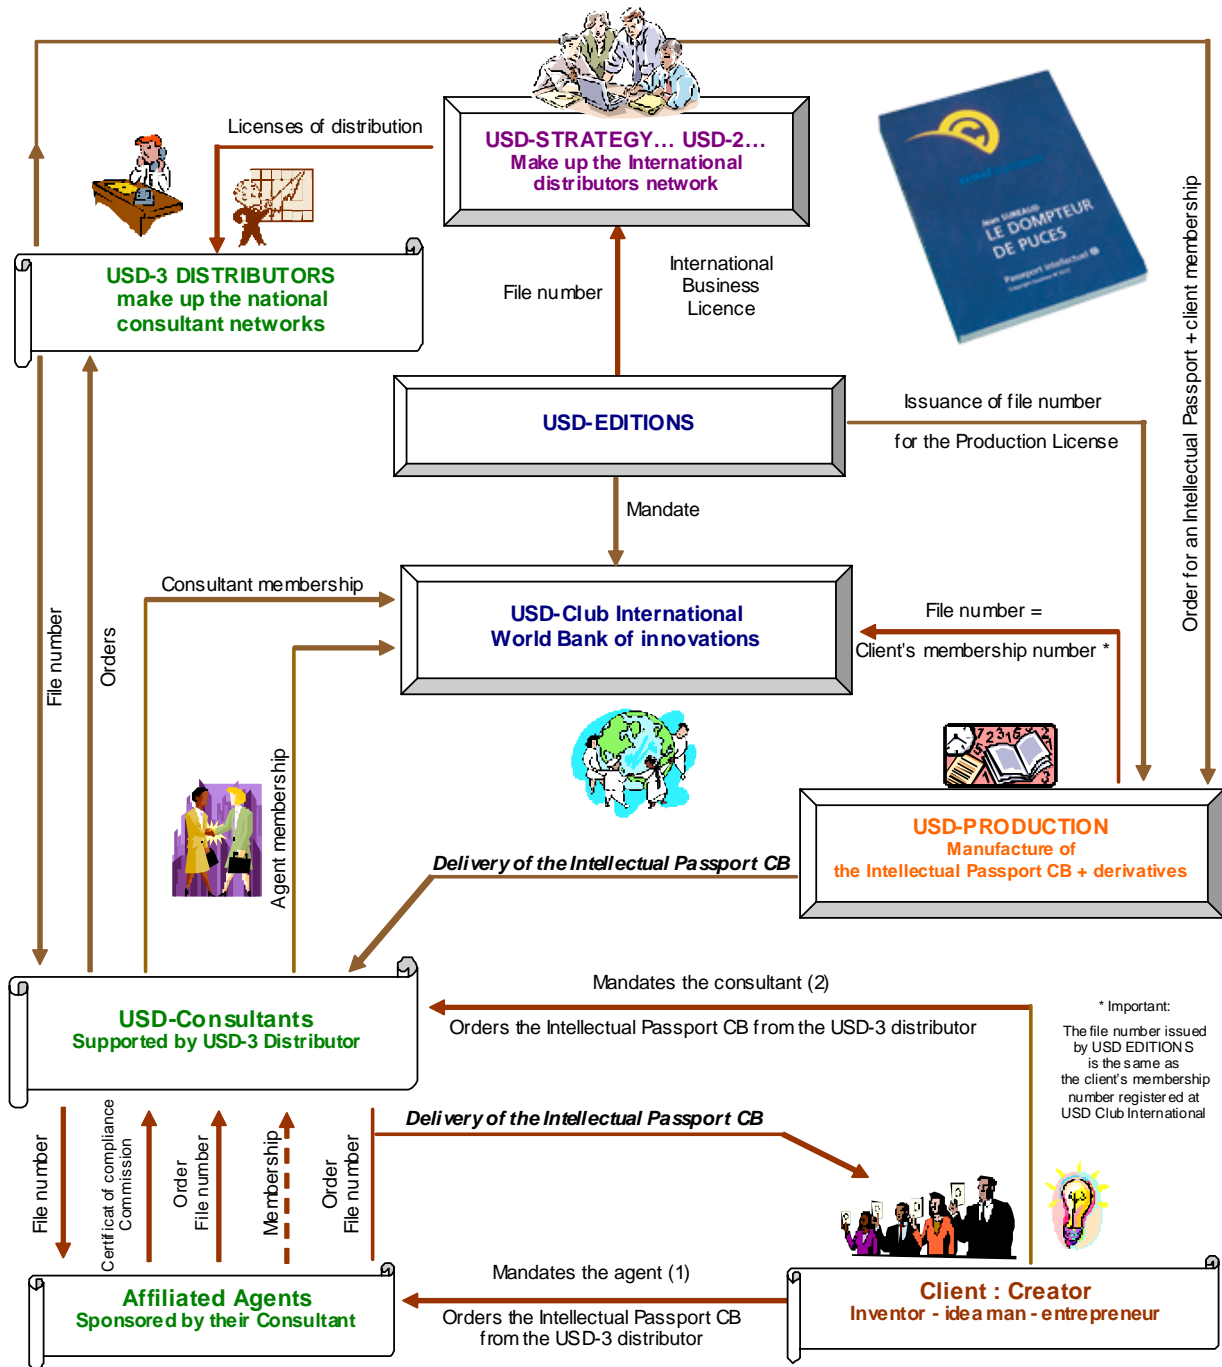 Licenses of distribution
USD-STRATEGY… USD-2…
Make up the International
distributors network
Jean SUREAUD
LE DOMPTEUR
DE PUCES
Passeport Intellectuel
USD-3 DISTRIBUTORS
make up the national
consultant networks
File number
International
Business
Licence
Order for an Intellectual Passport + client membership
USD-EDITIONS
Issuance of file number
for the Production License
Mandate
Consultant membership
USD-Club International
World Bank of innovations
File number =
Client's membership number *
File number
Orders
Agent membership
USD-PRODUCTION
Manufacture of
the Intellectual Passport CB + derivatives
Delivery of the Intellectual Passport CB
Mandates the consultant (2)
Orders the Intellectual Passport CB from the USD-3 distributor
USD-Consultants
Supported by USD-3 Distributor
* Important:
The file number issued
by USD EDITIONS
is the same as
the client's membership
number registered at
USD Club International
Delivery of the Intellectual Passport CB
File number
Certificat of compliance
Commission
Order
File number
Membership
Order
File number
Mandates the agent (1)
Orders the Intellectual Passport CB
from the USD-3 distributor
Affiliated Agents
Sponsored by their Consultant
Client : Creator
Inventor - idea man - entrepreneur